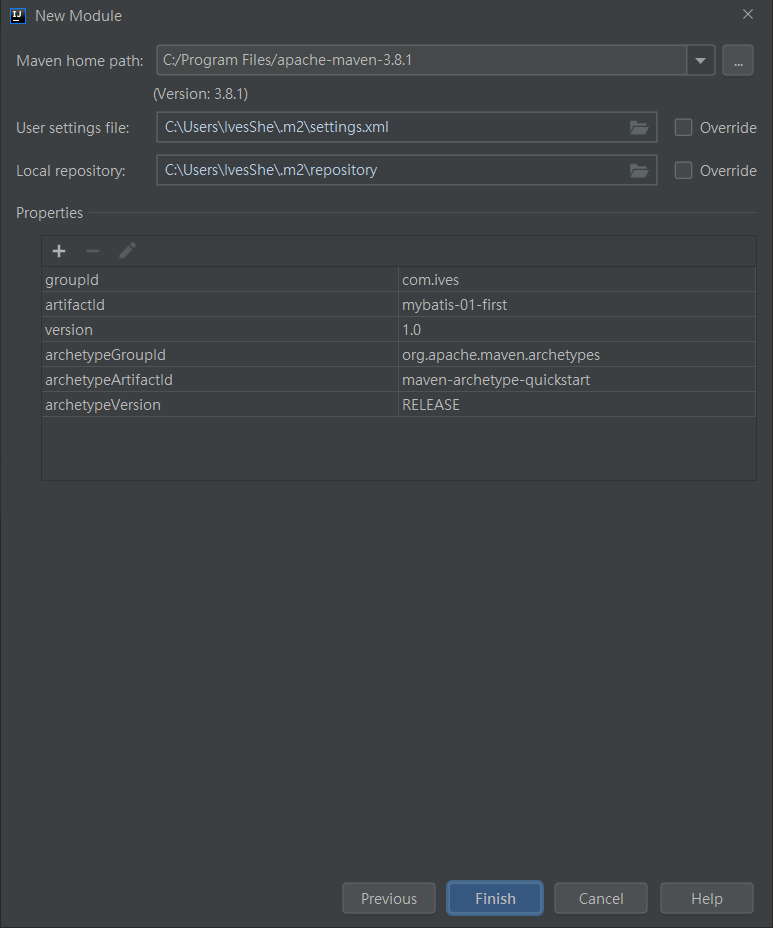 New Module
Maven home path: C:/Program Files/apache-maven-3.8.1 ...
(Version: 3.8.1)
User settings file: C:\Users\IvesShe\.m2\settings.xml Override
Local repository: C:\Users\IvesShe\.m2\repository Override
Properties
groupId com.ives
artifactId mybatis-01-first
version 1.0
archetypeGroupId org.apache.maven.archetypes
archetypeArtifactId maven-archetype-quickstart
archetypeVersion RELEASE
Previous Finish Cancel Help